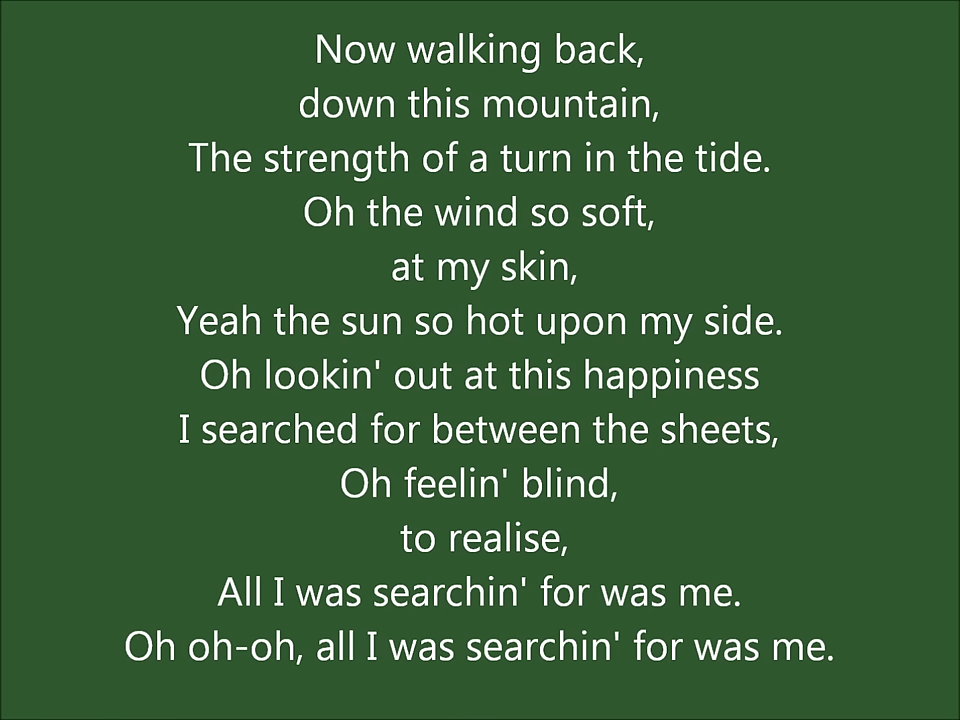 Now walking back,
down this mountain,
The strength of a turn in the tide.
Oh the wind so soft,
at my skin,
Yeah the sun so hot upon my side.
Oh lookin' out at this happiness
I searched for between the sheets,
Oh feelin' blind,
to realise,
All I was searchin' for was me.
Oh oh-oh, all I was searchin' for was me.